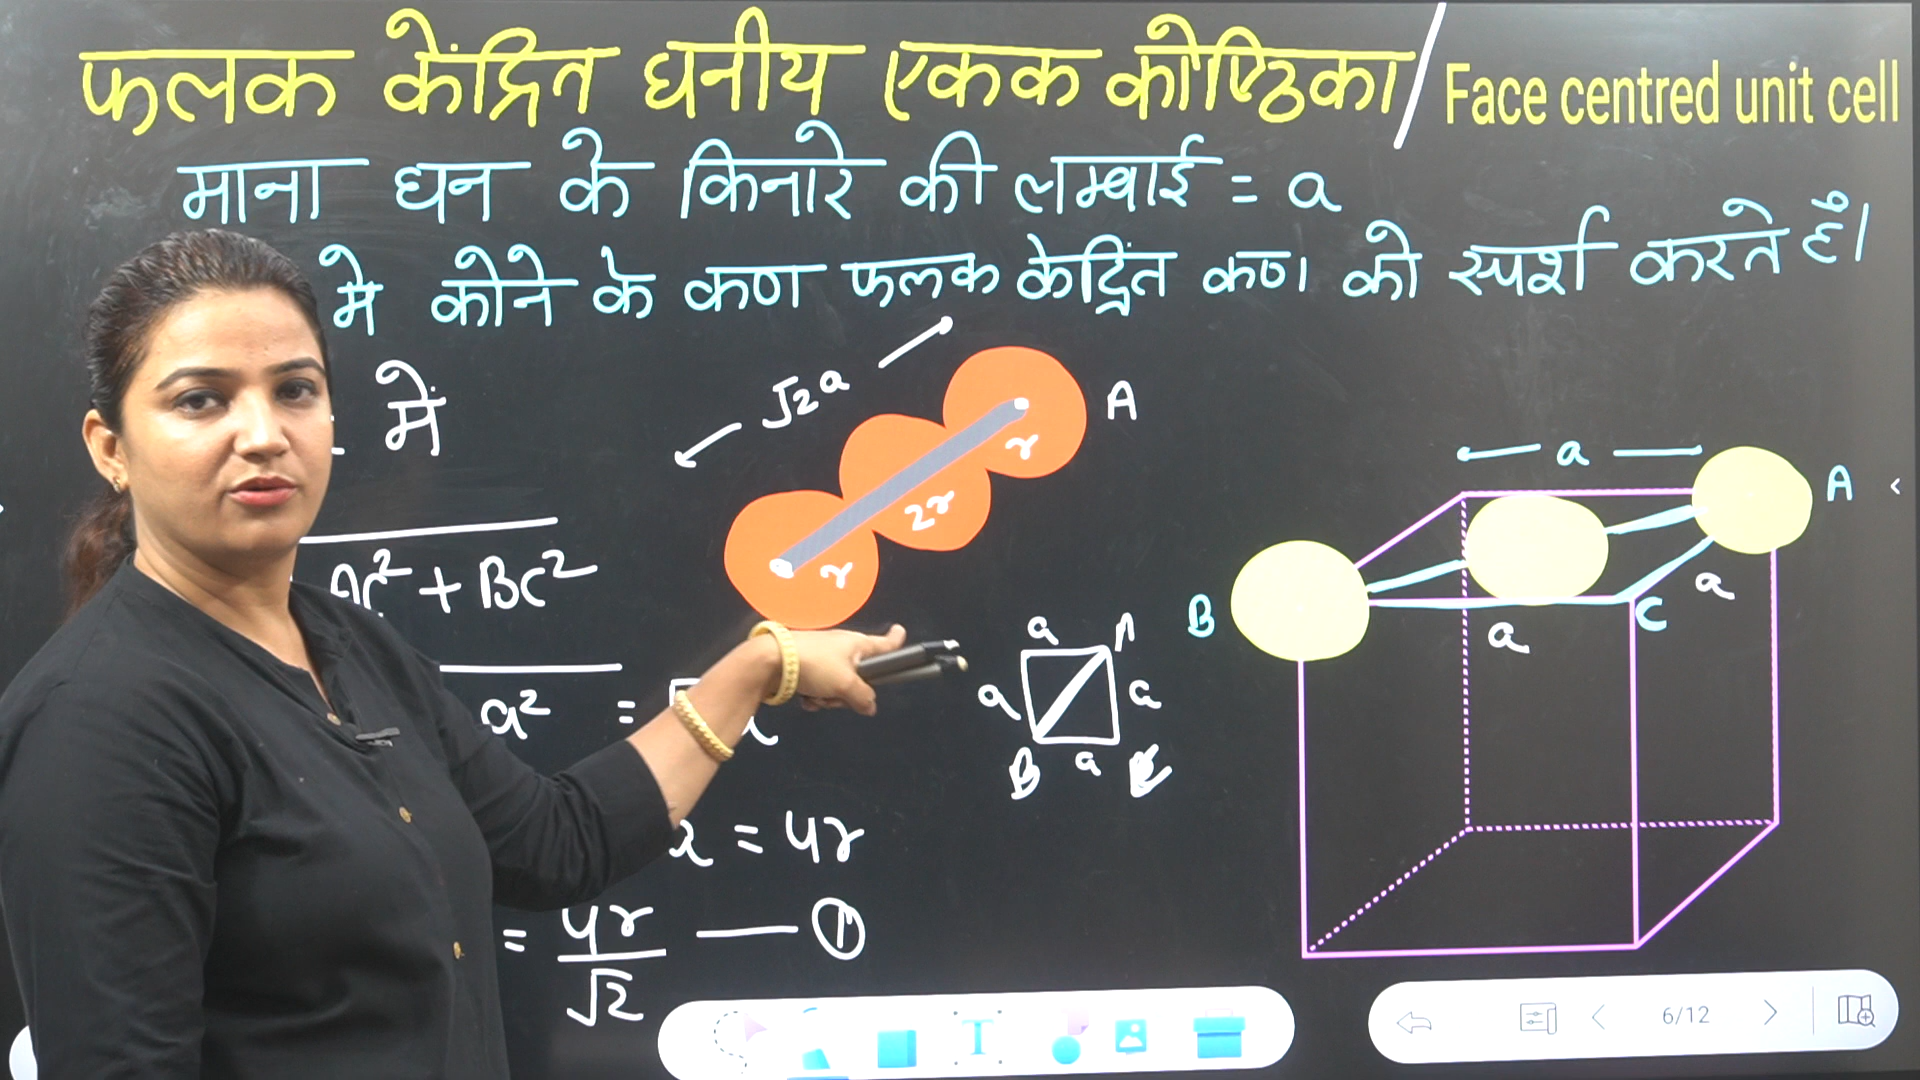 फलक केंद्रित घनीय एकक कोष्ठिका / Face centred unit cell
माना घन के किनारे की लम्बाई = a
मे कोने के कण फलक केंद्रित कण को स्पर्श करते हैं।
में
√2a
A
r
2r
r
AC² + BC²
a² =
= 4r
= 4r/√2 — ①
a A
a a
B a
a
A
B
C
a
a
6/12